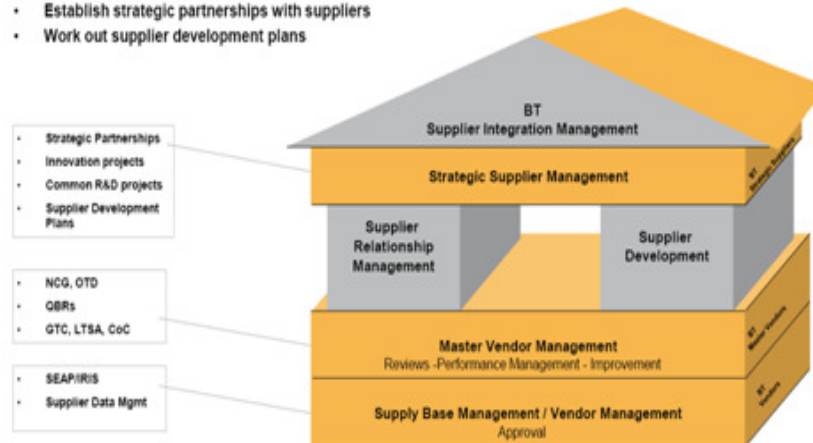 • Establish strategic partnerships with suppliers
• Work out supplier development plans
BT
Supplier Integration Management
• Strategic Partnerships
• Innovation projects
• Common R&D projects
• Supplier Development
Plans
Strategic Supplier Management
BT
Strategic Suppliers
Supplier
Relationship
Management
Supplier
Development
• NCG, OTD
• QBRs
• GTC, LTSA, CoC
Master Vendor Management
Reviews -Performance Management - Improvement
BT
Master Vendors
• SEAP/IRIS
• Supplier Data Mgmt
Supply Base Management / Vendor Management
Approval
BT
Vendors